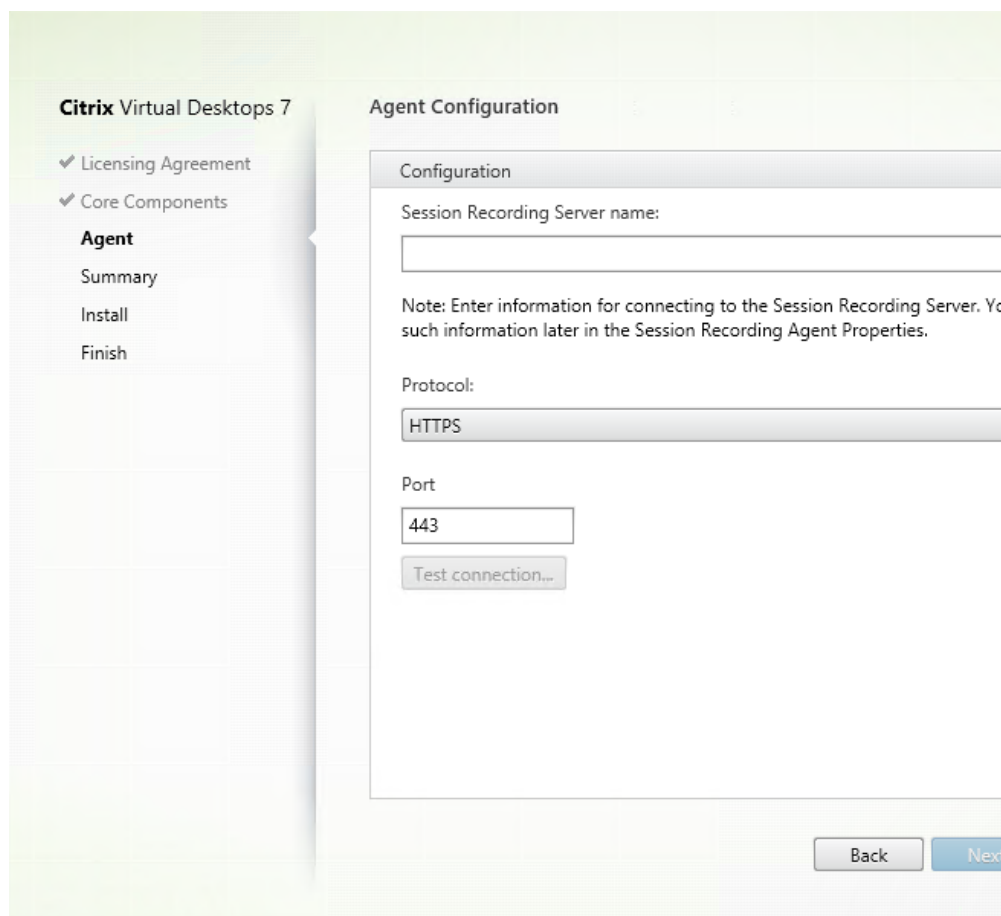 Citrix Virtual Desktops 7
Licensing Agreement
Core Components
Agent
Summary
Install
Finish
Agent Configuration
Configuration
Session Recording Server name:
Note: Enter information for connecting to the Session Recording Server.
such information later in the Session Recording Agent Properties.
Protocol:
HTTPS
Port
443
Test connection...
Back
Next